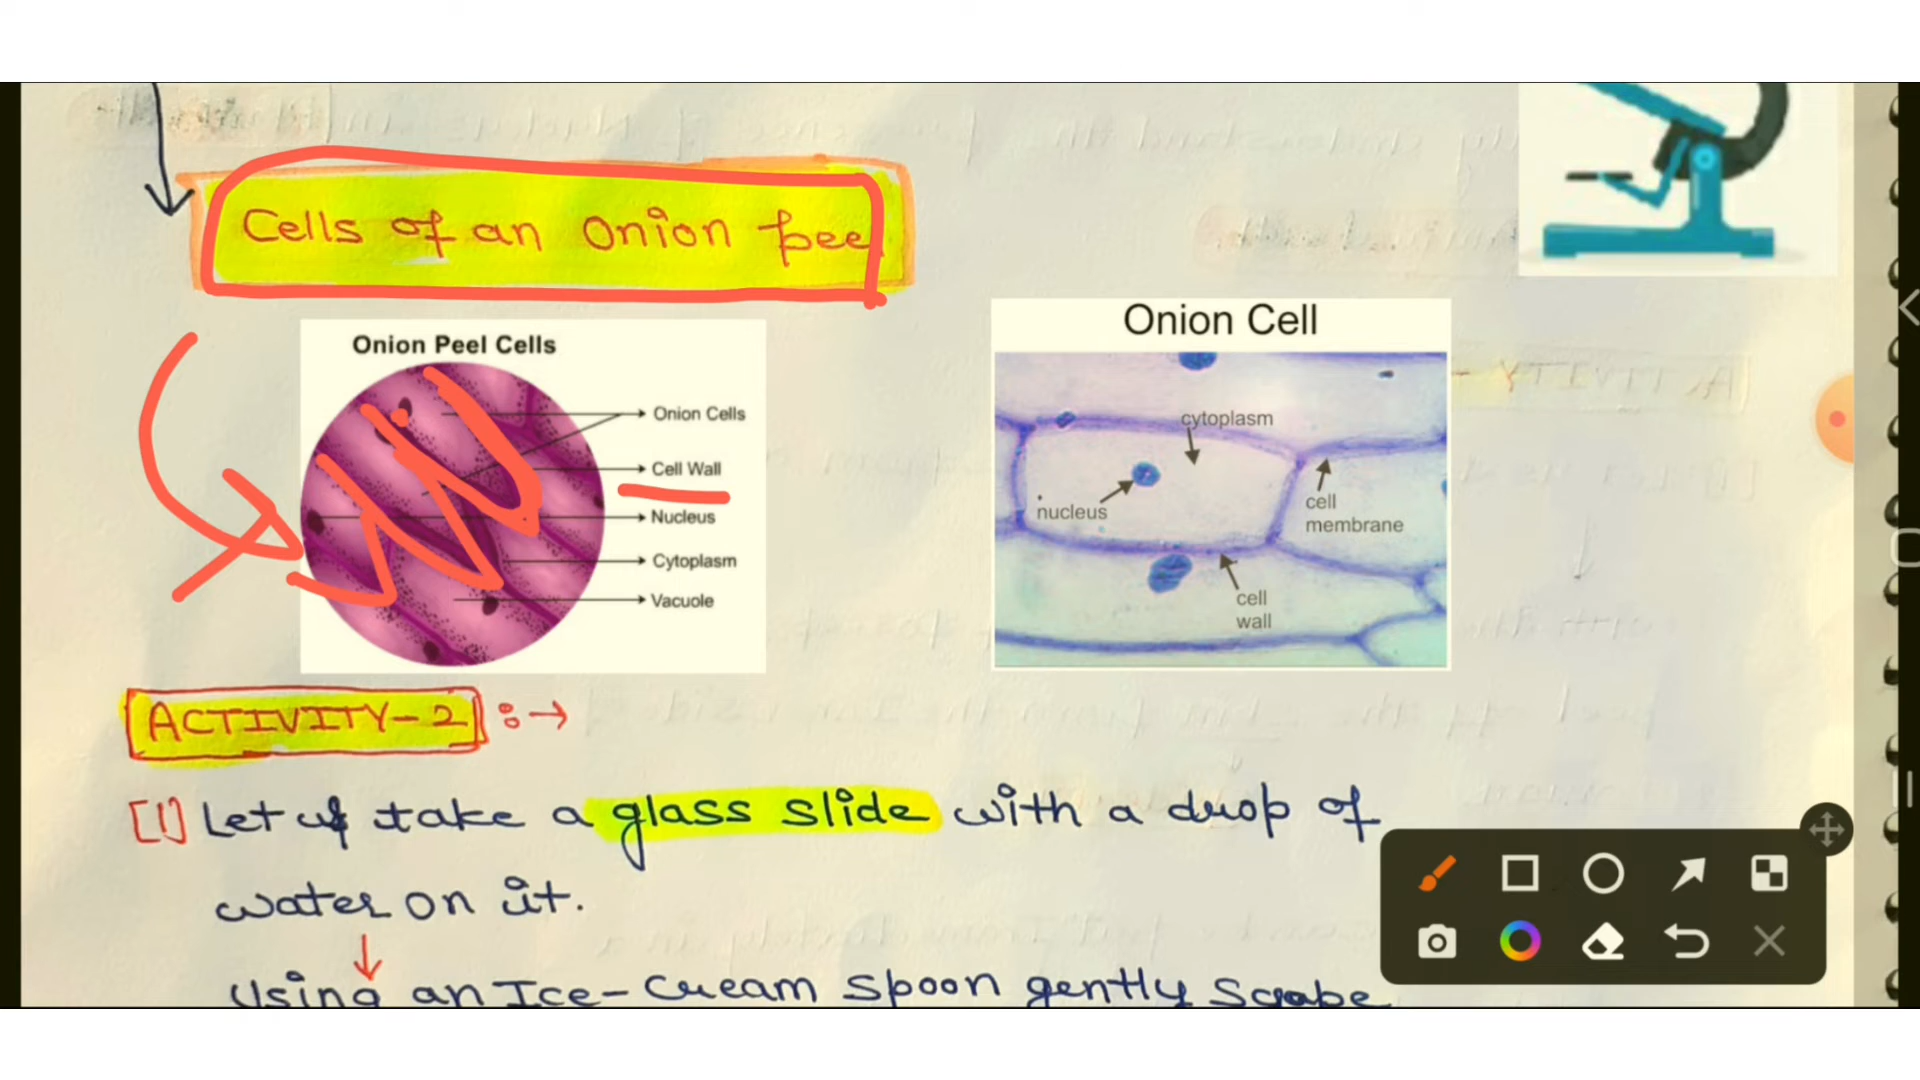 Cells of an Onion pee
Onion Peel Cells
Onion Cells
Cell Wall
Nucleus
Cytoplasm
Vacuole
Onion Cell
cytoplasm
nucleus
cell
membrane
cell
wall
ACTIVITY-2 :→
[1] Let us take a glass slide with a drop of
water on it.
↓
Using an Ice-Cream spoon gently scrape